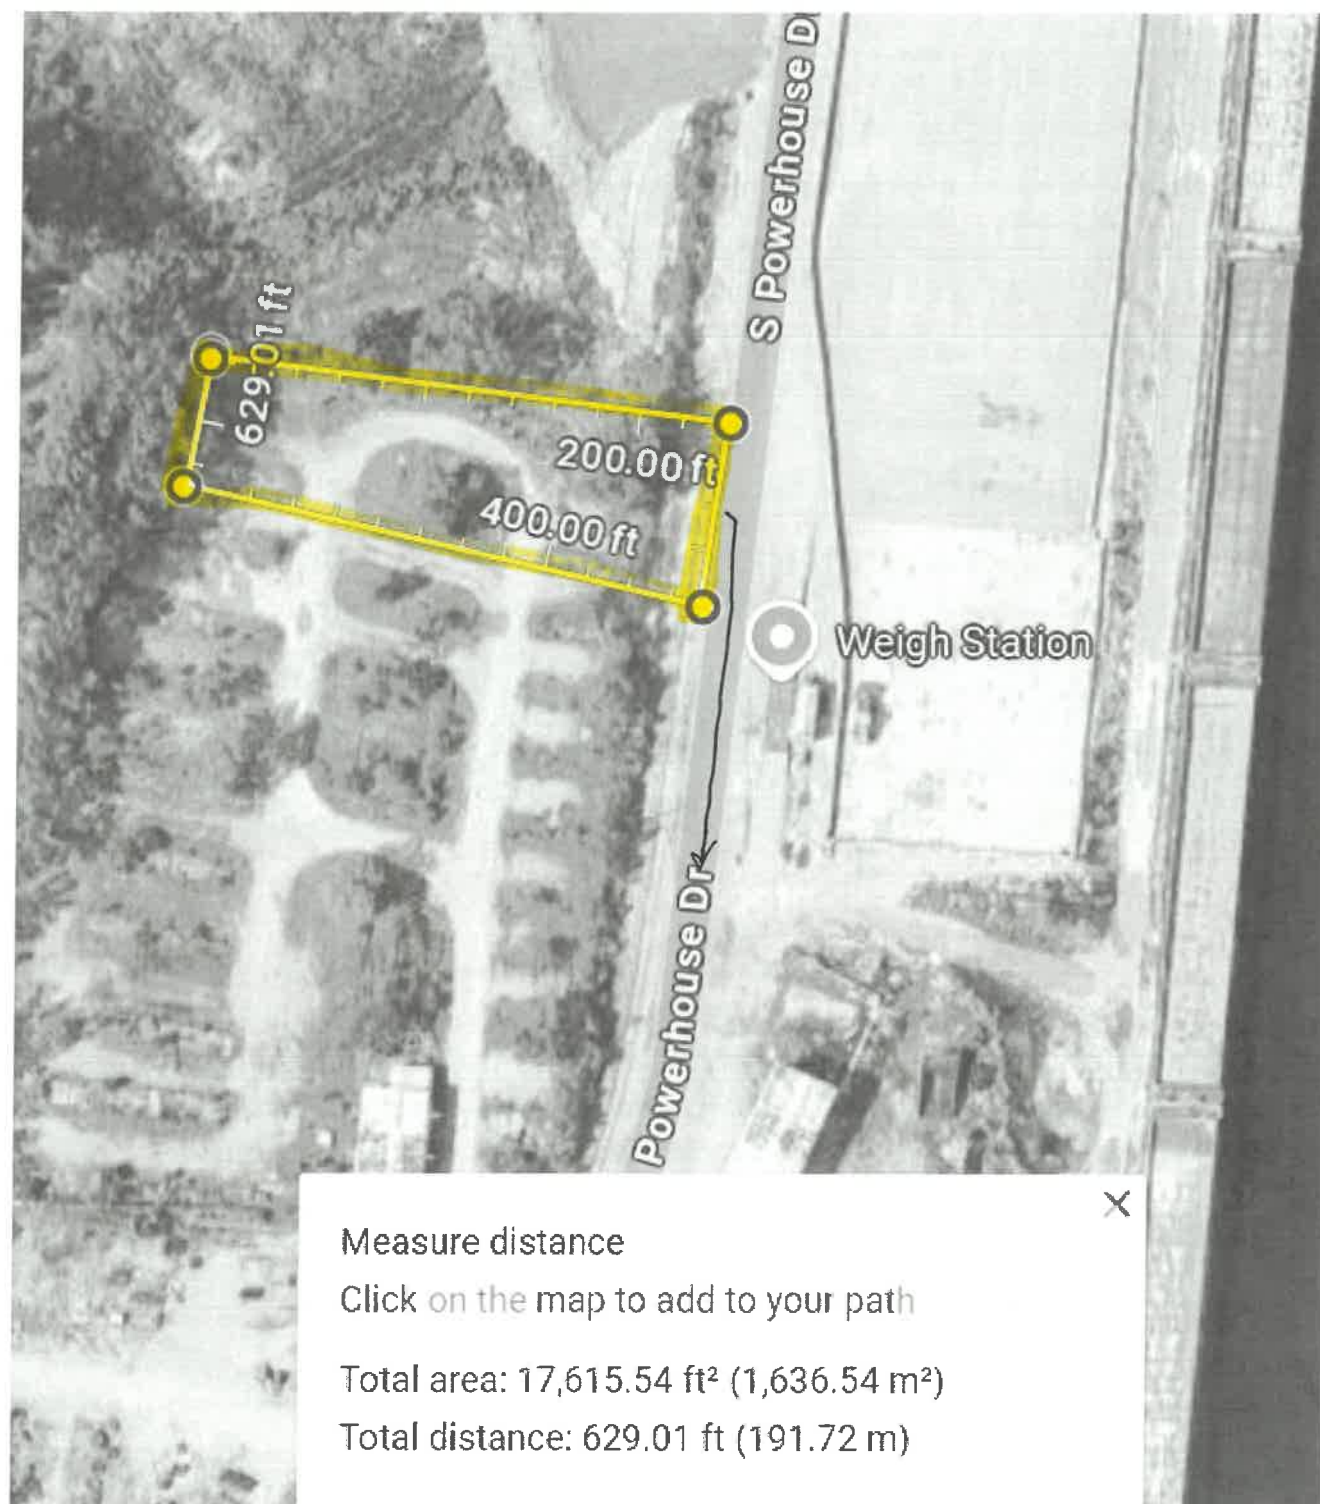 S Powerhouse Dr
629.01 ft
200.00 ft
400.00 ft
Weigh Station
Powerhouse Dr
Measure distance
Click on the map to add to your path
Total area: 17,615.54 ft² (1,636.54 m²)
Total distance: 629.01 ft (191.72 m)